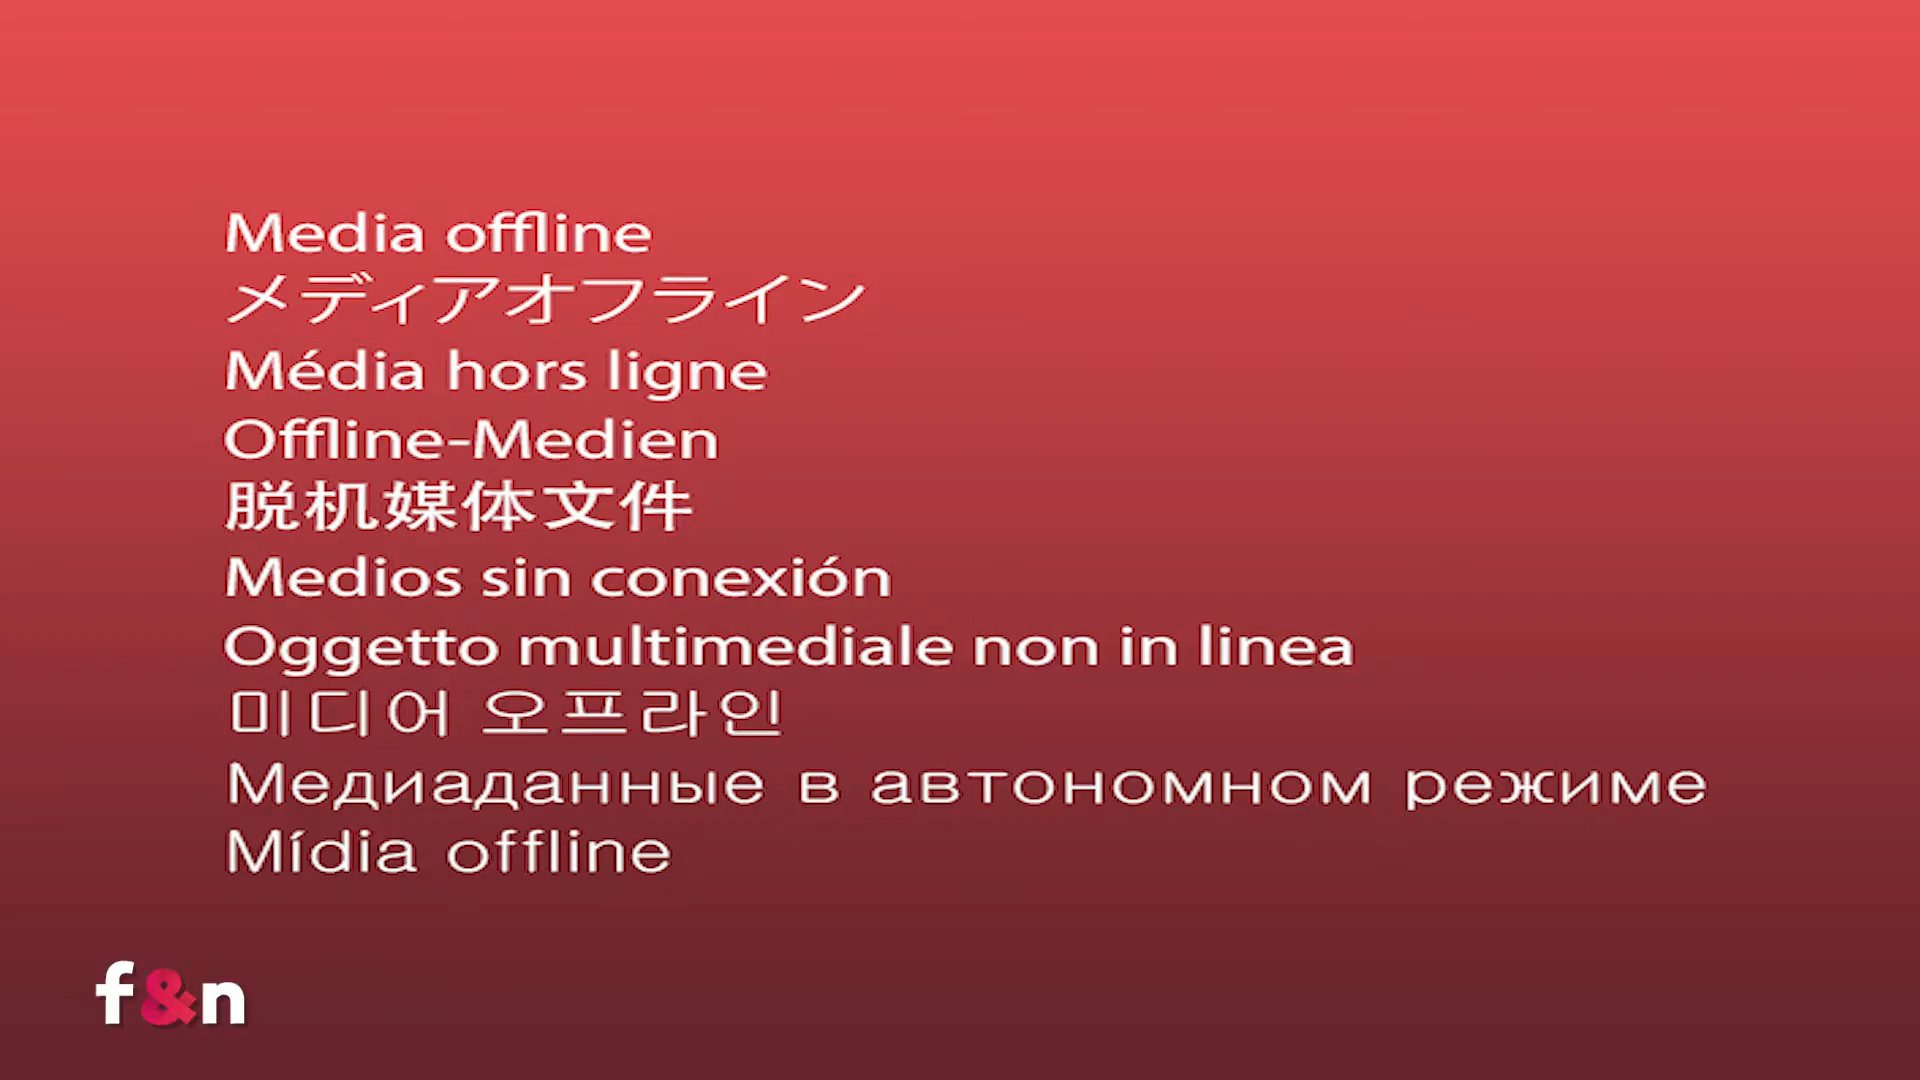 Media offline
メディアオフライン
Média hors ligne
Offline-Medien
脱机媒体文件
Medios sin conexión
Oggetto multimediale non in linea
미디어 오프라인
Медиаданные в автономном режиме
Mídia offline
f&n